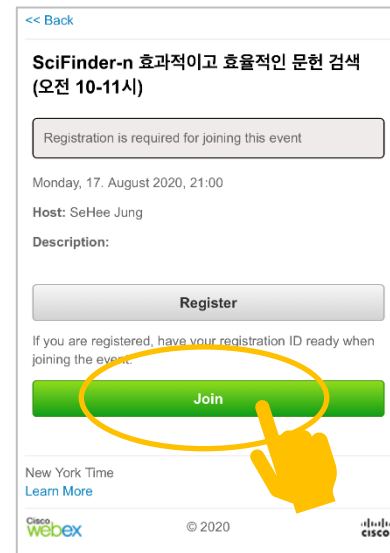 << Back
SciFinder-n 효과적이고 효율적인 문헌 검색
(오전 10-11시)
Registration is required for joining this event
Monday, 17. August 2020, 21:00
Host: SeHee Jung
Description:
Register
If you are registered, have your registration ID ready when
joining the event.
Join
New York Time
Learn More
Cisco
webex
© 2020
cisco